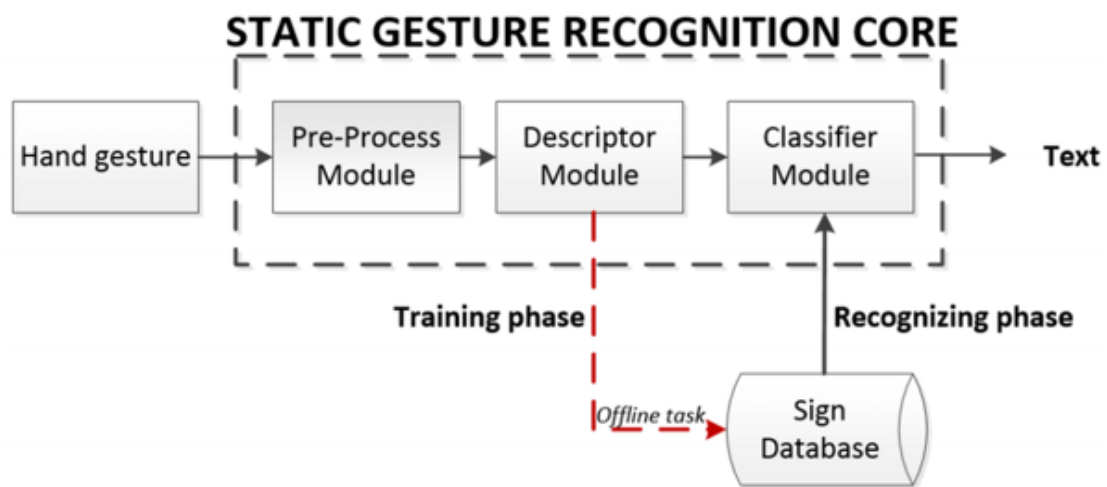 STATIC GESTURE RECOGNITION CORE
Hand gesture
Pre-Process
Module
Descriptor
Module
Classifier
Module
Text
Training phase
Recognizing phase
Offline task
Sign
Database